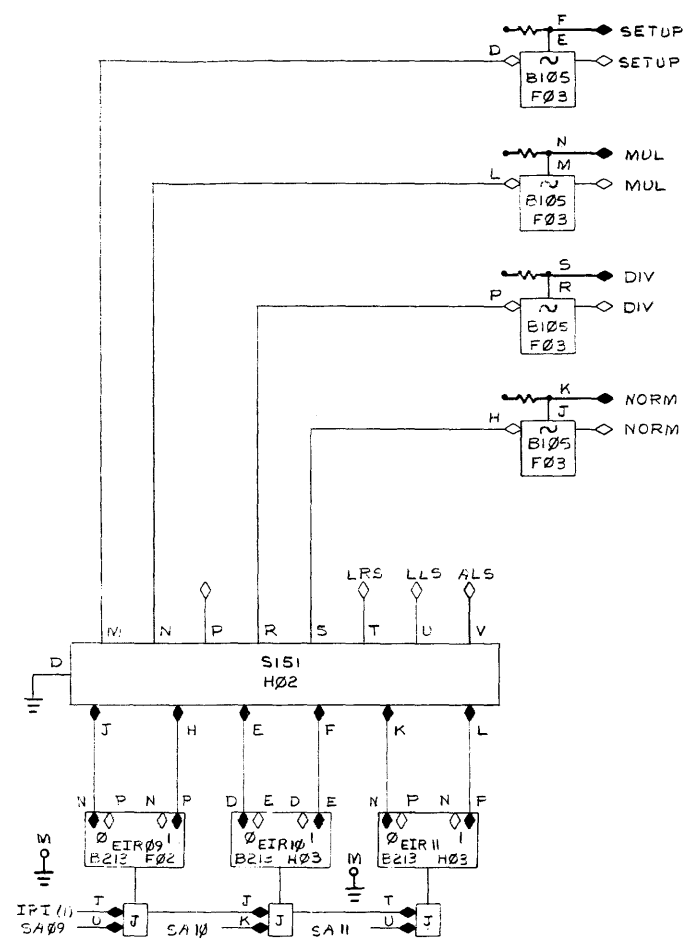 F SETUP
E
D SETUP
B1Ø5
FØ3
N MUL
M
L MUL
B1Ø5
FØ3
S DIV
R
P DIV
B1Ø5
FØ3
K NORM
J
H NORM
B1Ø5
FØ3
LRS LLS ALS
M N P R S T U V
D S151
HØ2
J H E F K L
N P N P D E D E N P N P
Ø 1 Ø 1 Ø 1
EIRØ9 EIR1Ø EIR11
B213 FØ2 B213 HØ3 B213 HØ3
M M
IPI (1) T J T
J J J
SAØ9 U SA1Ø K SA11 U